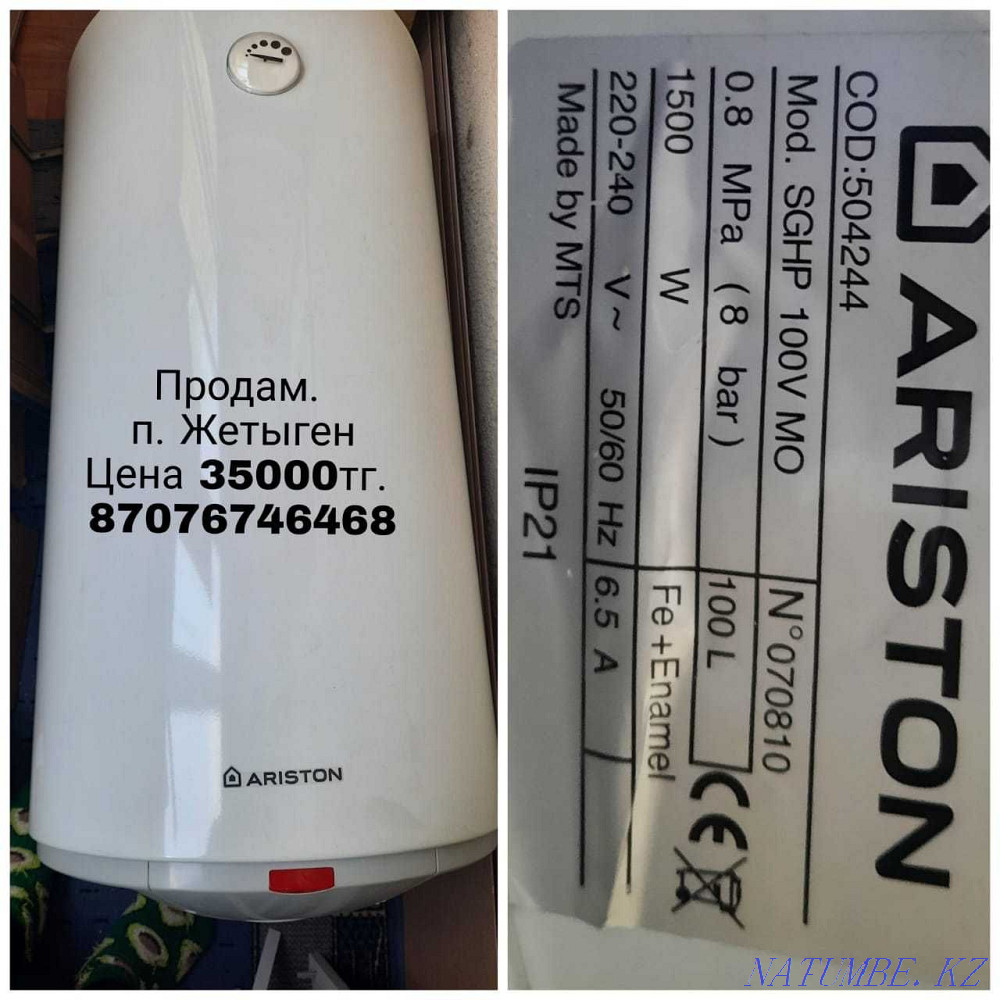 Продам.
п. Жетыген
Цена 35000тг.
87076746468
ARISTON
ARISTON
COD:504244
Mod. SGHP 100V MO N°070810
0.8 MPa (8 bar) 100 L
1500 W Fe+Enamel
220-240 V~ 50/60 Hz 6.5 A
Made by MTS
IP21
CE
NATUMBE.KZ